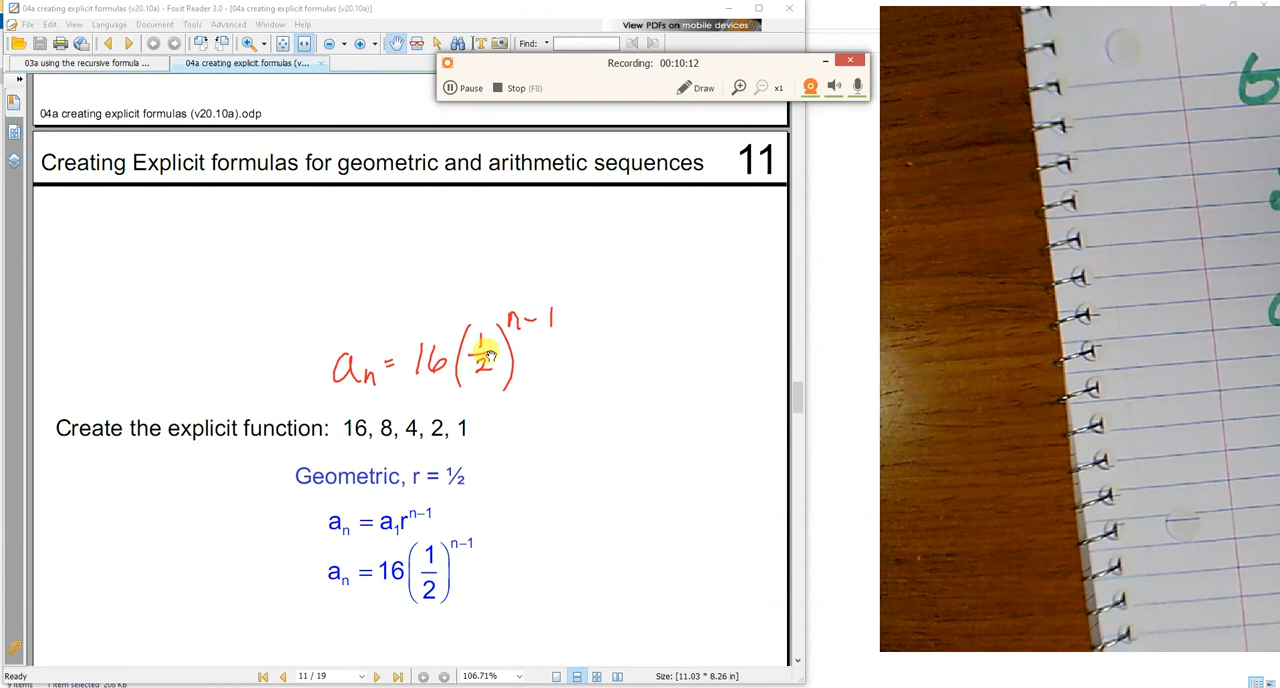 04a creating explicit formulas (v20.10a) - Foxit Reader 3.0 - [04a creating explicit formulas (v20.10a)]
File Edit View Language Document Tools Advanced Window Help
View PDFs on mobile devices
Find:
03a using the recursive formula ...
04a creating explicit formulas (v...
Recording: 00:10:12
Pause Stop (F8) Draw x1
04a creating explicit formulas (v20.10a).odp
Creating Explicit formulas for geometric and arithmetic sequences 11
aₙ = 16(1/2)ⁿ⁻¹
Create the explicit function: 16, 8, 4, 2, 1
Geometric, r = ½
aₙ = a₁rⁿ⁻¹
aₙ = 16(1/2)ⁿ⁻¹
6
Ready 11 / 19 106.71% Size: [11.03 * 8.26 in]